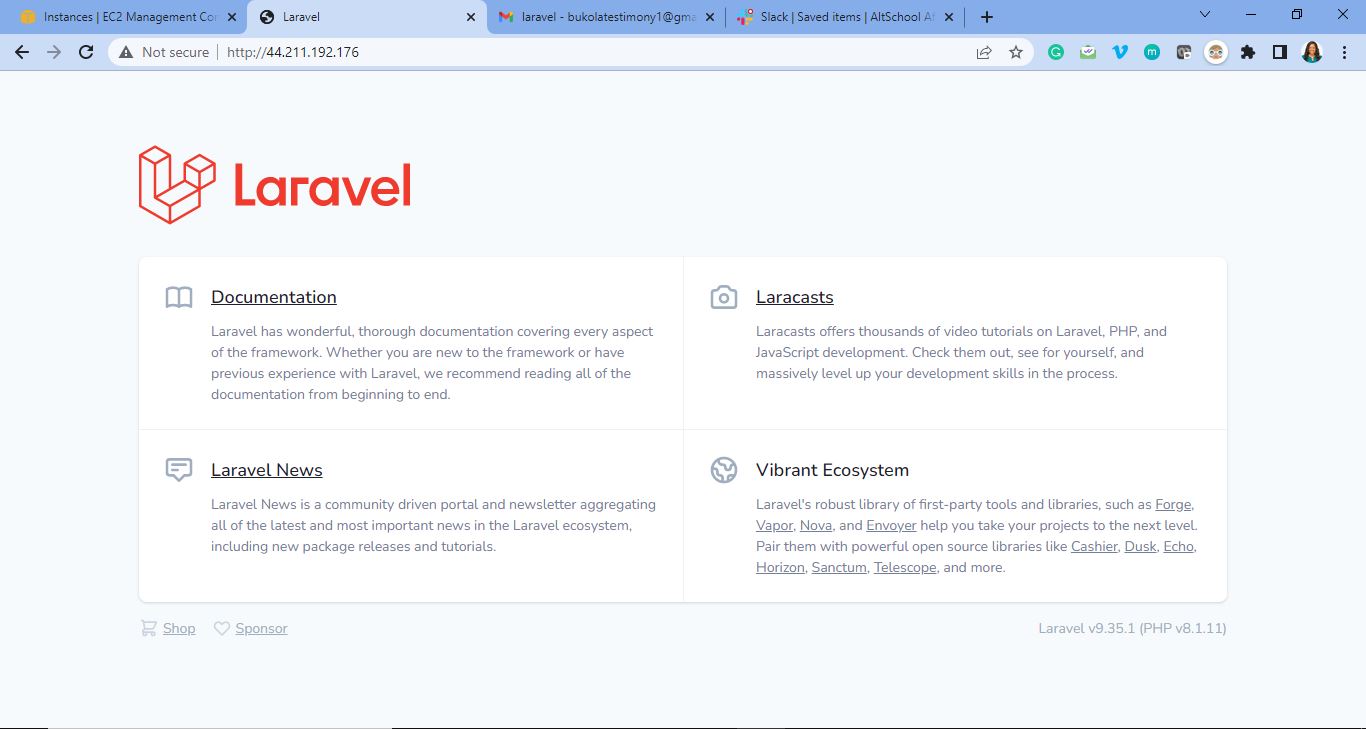 Instances | EC2 Management Con
Laravel
laravel - bukolatestimony1@gma
Slack | Saved items | AltSchool Af
Not secure
http://44.211.192.176
Laravel
Documentation
Laravel has wonderful, thorough documentation covering every aspect
of the framework. Whether you are new to the framework or have
previous experience with Laravel, we recommend reading all of the
documentation from beginning to end.
Laracasts
Laracasts offers thousands of video tutorials on Laravel, PHP, and
JavaScript development. Check them out, see for yourself, and
massively level up your development skills in the process.
Laravel News
Laravel News is a community driven portal and newsletter aggregating
all of the latest and most important news in the Laravel ecosystem,
including new package releases and tutorials.
Vibrant Ecosystem
Laravel's robust library of first-party tools and libraries, such as Forge,
Vapor, Nova, and Envoyer help you take your projects to the next level.
Pair them with powerful open source libraries like Cashier, Dusk, Echo,
Horizon, Sanctum, Telescope, and more.
Shop
Sponsor
Laravel v9.35.1 (PHP v8.1.11)